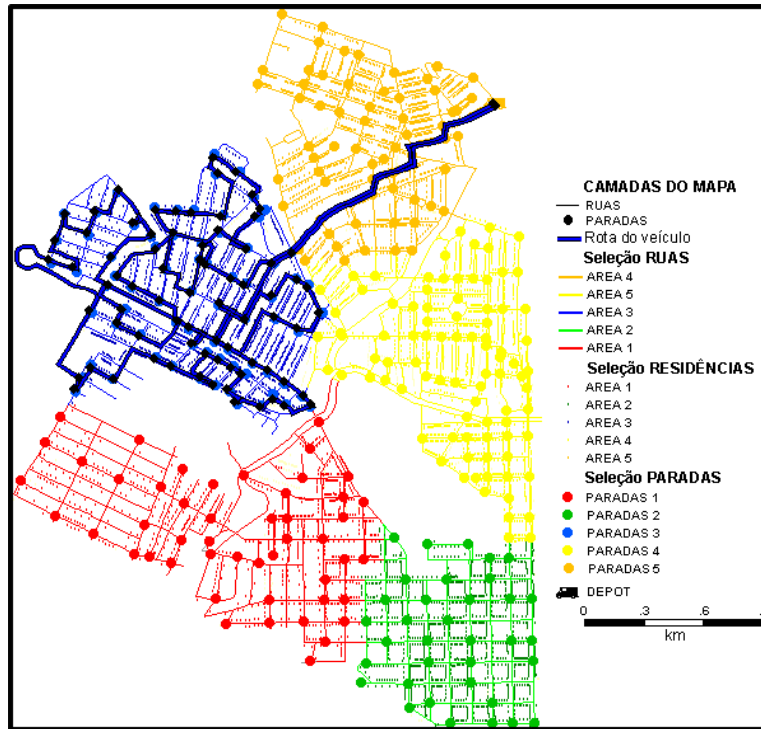 CAMADAS DO MAPA
RUAS
PARADAS
Rota do veículo
Seleção RUAS
AREA 4
AREA 5
AREA 3
AREA 2
AREA 1
Seleção RESIDÊNCIAS
AREA 1
AREA 2
AREA 3
AREA 4
AREA 5
Seleção PARADAS
PARADAS 1
PARADAS 2
PARADAS 3
PARADAS 4
PARADAS 5
DEPOT
0 .3 .6
km